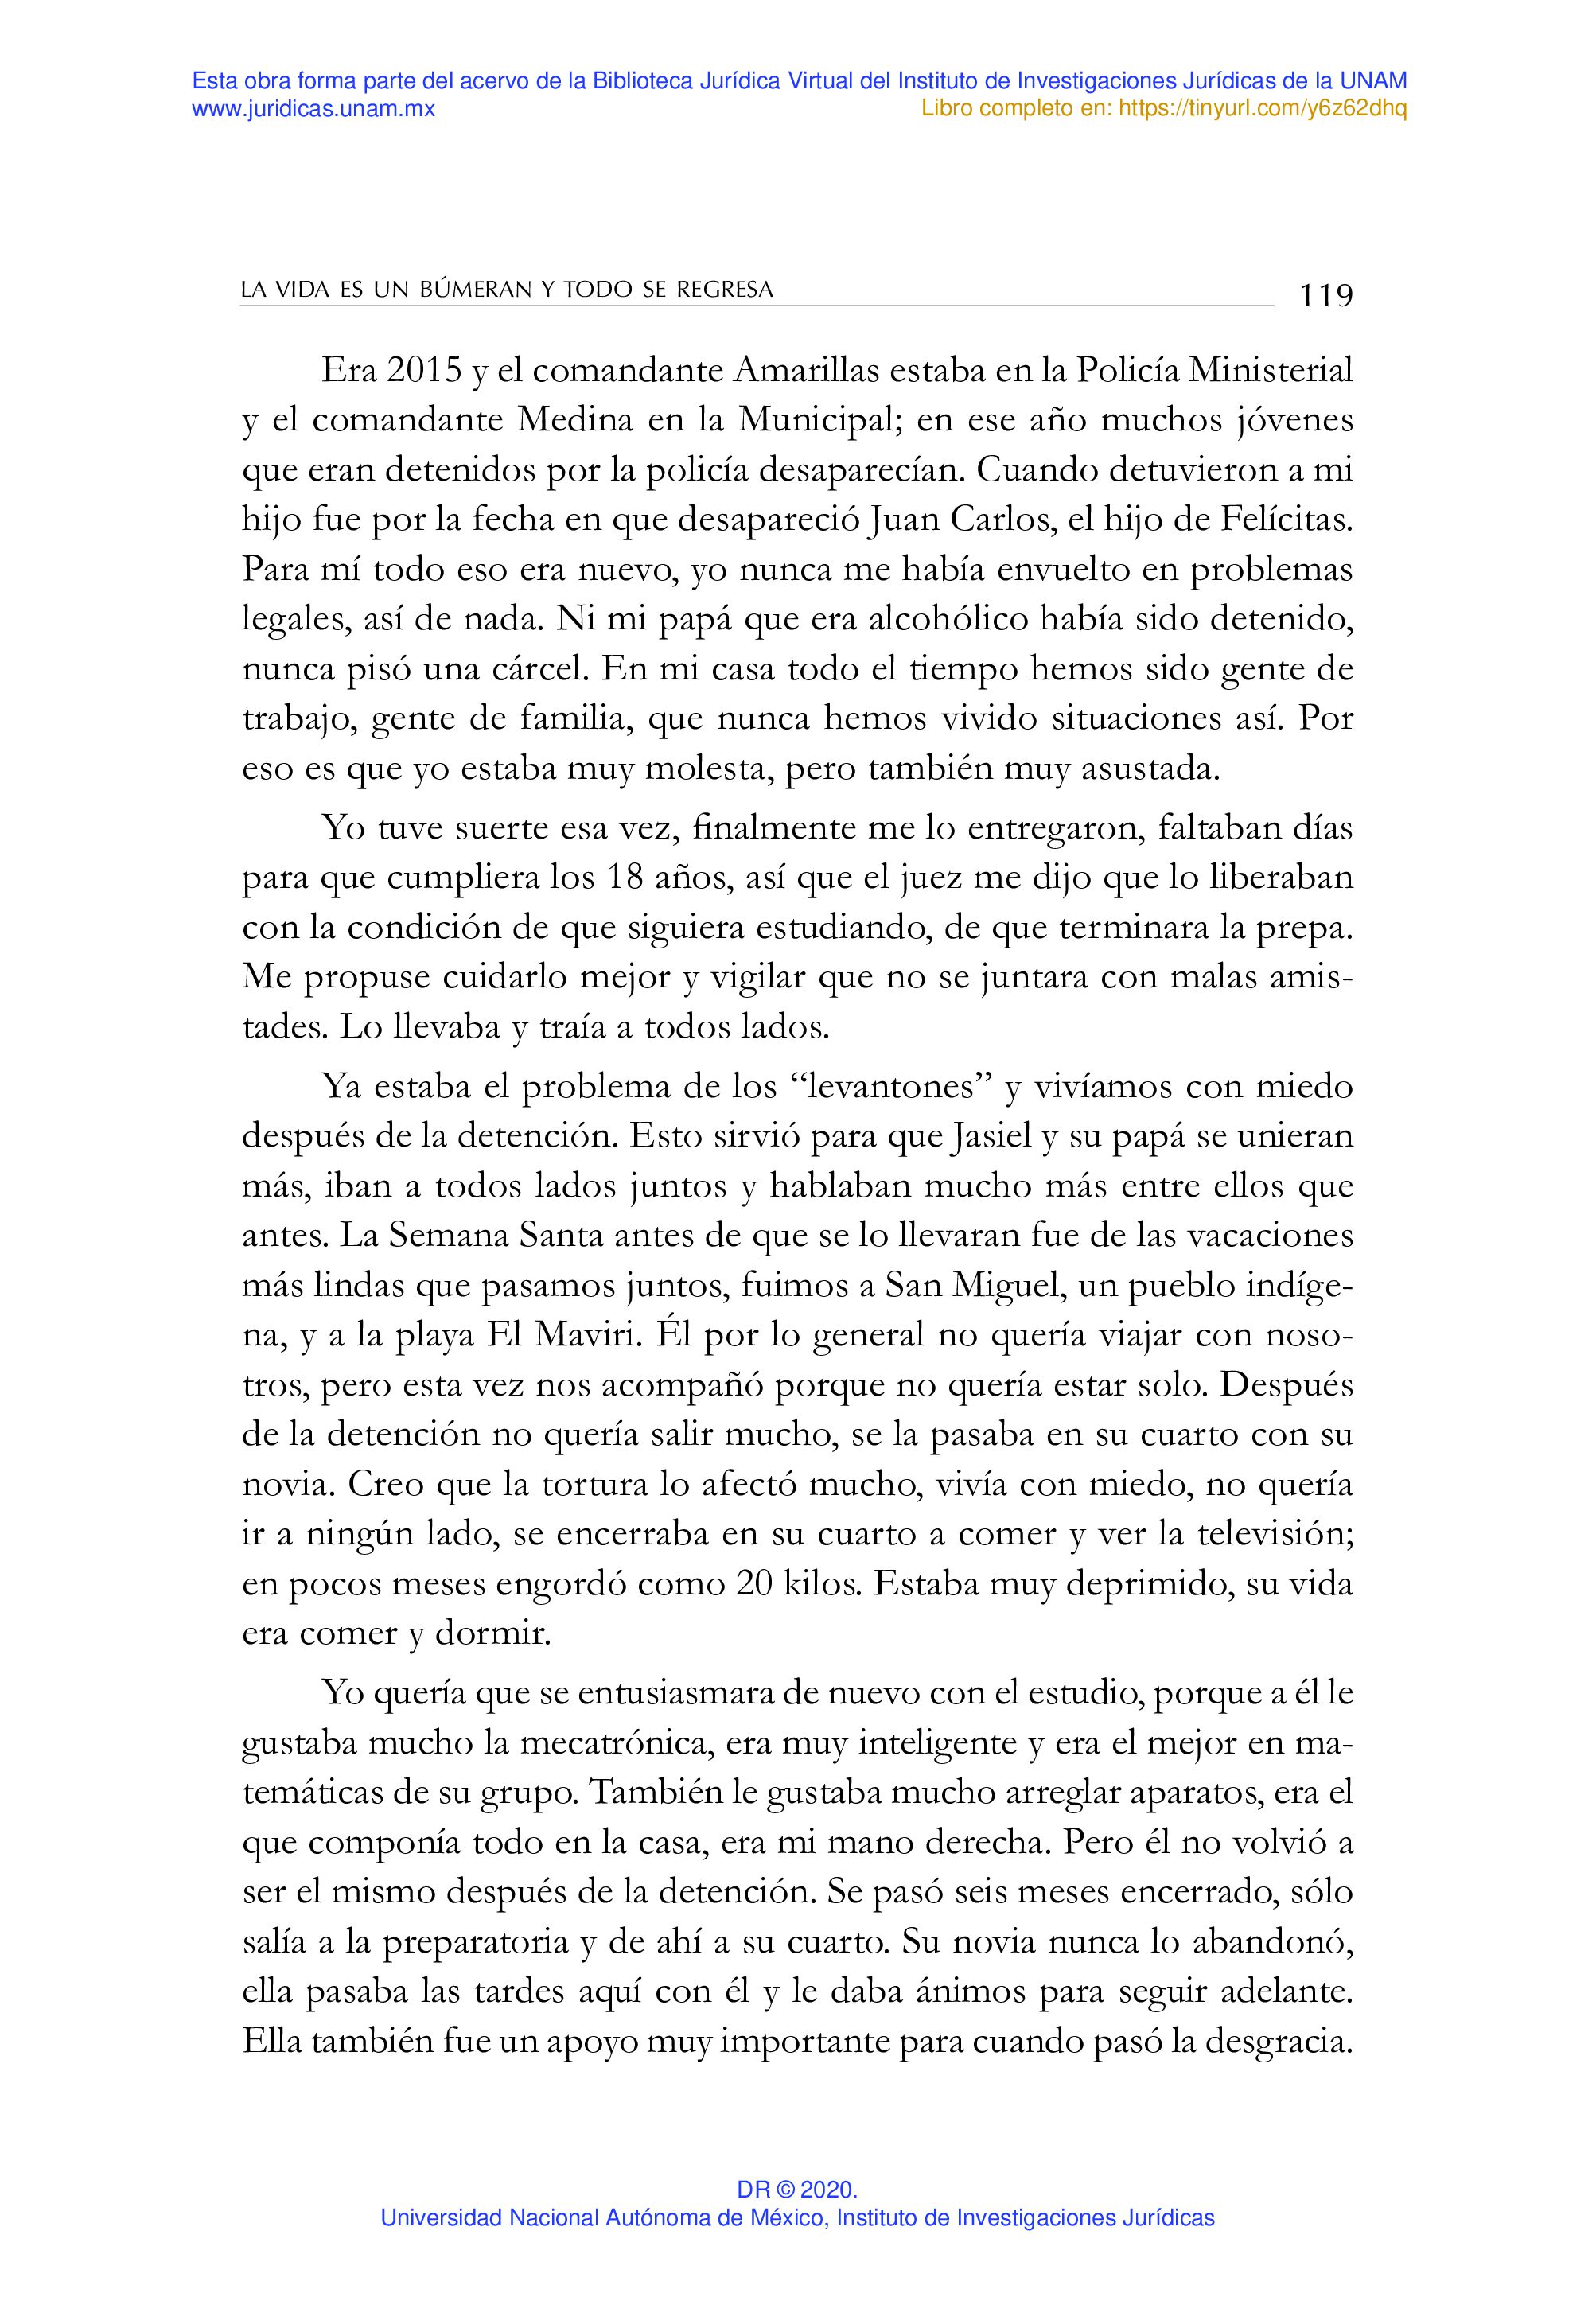 Esta obra forma parte del acervo de la Biblioteca Jurídica Virtual del Instituto de Investigaciones Jurídicas de la UNAM
www.juridicas.unam.mx
Libro completo en: https://tinyurl.com/y6z62dhq
LA VIDA ES UN BÚMERAN Y TODO SE REGRESA 119
Era 2015 y el comandante Amarillas estaba en la Policía Ministerial
y el comandante Medina en la Municipal; en ese año muchos jóvenes
que eran detenidos por la policía desaparecían. Cuando detuvieron a mi
hijo fue por la fecha en que desapareció Juan Carlos, el hijo de Felícitas.
Para mí todo eso era nuevo, yo nunca me había envuelto en problemas
legales, así de nada. Ni mi papá que era alcohólico había sido detenido,
nunca pisó una cárcel. En mi casa todo el tiempo hemos sido gente de
trabajo, gente de familia, que nunca hemos vivido situaciones así. Por
eso es que yo estaba muy molesta, pero también muy asustada.
Yo tuve suerte esa vez, finalmente me lo entregaron, faltaban días
para que cumpliera los 18 años, así que el juez me dijo que lo liberaban
con la condición de que siguiera estudiando, de que terminara la prepa.
Me propuse cuidarlo mejor y vigilar que no se juntara con malas amis-
tades. Lo llevaba y traía a todos lados.
Ya estaba el problema de los “levantones” y vivíamos con miedo
después de la detención. Esto sirvió para que Jasiel y su papá se unieran
más, iban a todos lados juntos y hablaban mucho más entre ellos que
antes. La Semana Santa antes de que se lo llevaran fue de las vacaciones
más lindas que pasamos juntos, fuimos a San Miguel, un pueblo indíge-
na, y a la playa El Maviri. Él por lo general no quería viajar con noso-
tros, pero esta vez nos acompañó porque no quería estar solo. Después
de la detención no quería salir mucho, se la pasaba en su cuarto con su
novia. Creo que la tortura lo afectó mucho, vivía con miedo, no quería
ir a ningún lado, se encerraba en su cuarto a comer y ver la televisión;
en pocos meses engordó como 20 kilos. Estaba muy deprimido, su vida
era comer y dormir.
Yo quería que se entusiasmara de nuevo con el estudio, porque a él le
gustaba mucho la mecatrónica, era muy inteligente y era el mejor en ma-
temáticas de su grupo. También le gustaba mucho arreglar aparatos, era el
que componía todo en la casa, era mi mano derecha. Pero él no volvió a
ser el mismo después de la detención. Se pasó seis meses encerrado, sólo
salía a la preparatoria y de ahí a su cuarto. Su novia nunca lo abandonó,
ella pasaba las tardes aquí con él y le daba ánimos para seguir adelante.
Ella también fue un apoyo muy importante para cuando pasó la desgracia.
DR © 2020.
Universidad Nacional Autónoma de México, Instituto de Investigaciones Jurídicas